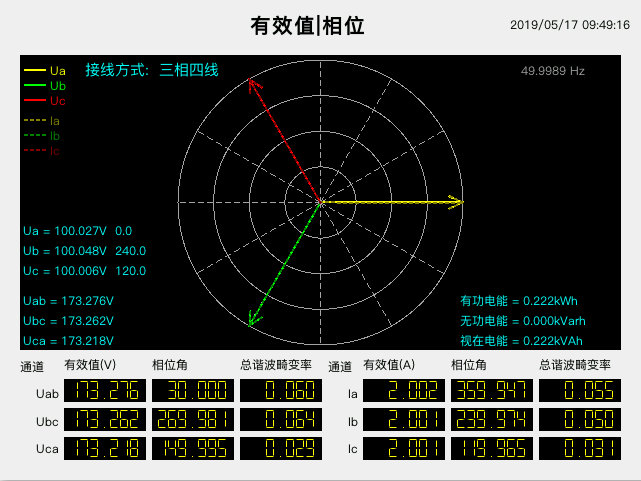 有效值|相位
2019/05/17 09:49:16
Ua
接线方式: 三相四线
49.9989 Hz
Ub
Uc
Ia
Ib
Ic
Ua = 100.027V 0.0
Ub = 100.048V 240.0
Uc = 100.006V 120.0
Uab = 173.276V
有功电能 = 0.222kWh
Ubc = 173.262V
无功电能 = 0.000kVarh
Uca = 173.218V
视在电能 = 0.222kVAh
通道 有效值(V) 相位角 总谐波畸变率 通道 有效值(A) 相位角 总谐波畸变率
Uab 173.276 30.000 0.060 Ia 2.002 359.947 0.055
Ubc 173.262 269.981 0.064 Ib 2.001 239.974 0.050
Uca 173.218 149.995 0.029 Ic 2.001 119.965 0.031